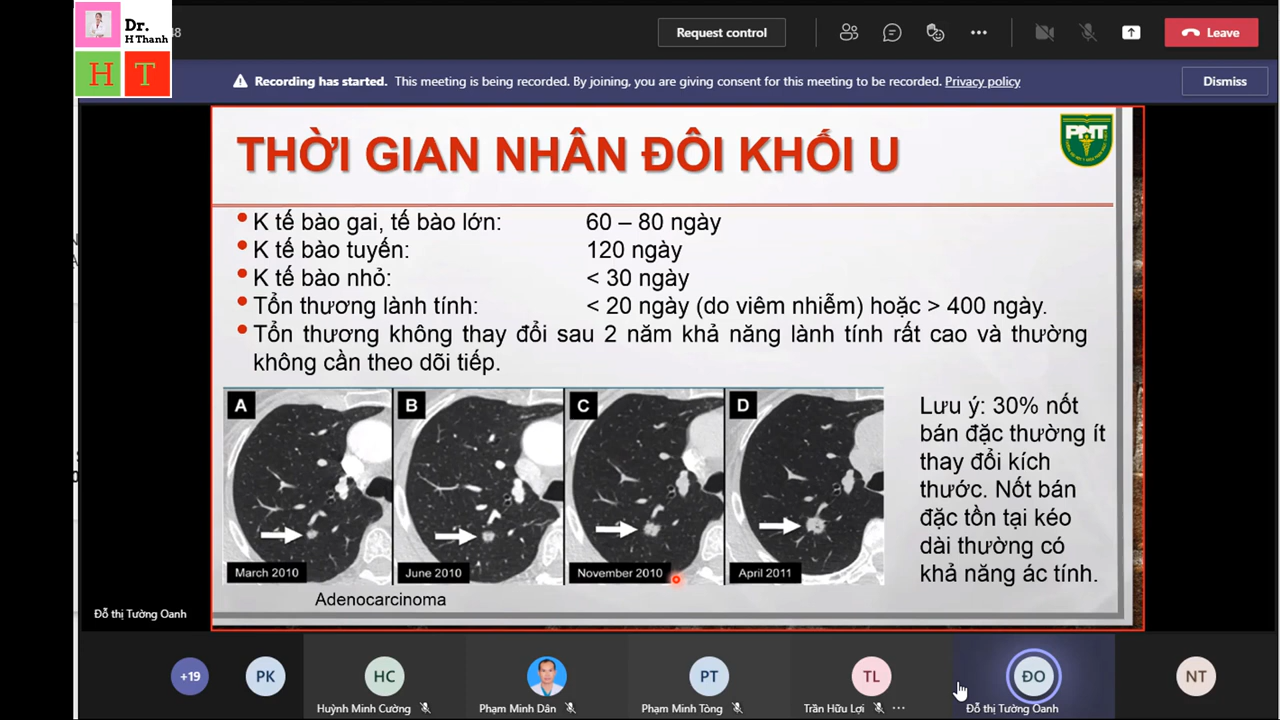 Dr.
H Thanh
H T
48
Request control
Leave
Recording has started. This meeting is being recorded. By joining, you are giving consent for this meeting to be recorded. Privacy policy
Dismiss
THỜI GIAN NHÂN ĐÔI KHỐI U
PNT
• K tế bào gai, tế bào lớn: 60 – 80 ngày
• K tế bào tuyến: 120 ngày
• K tế bào nhỏ: < 30 ngày
• Tổn thương lành tính: < 20 ngày (do viêm nhiễm) hoặc > 400 ngày.
• Tổn thương không thay đổi sau 2 năm khả năng lành tính rất cao và thường
không cần theo dõi tiếp.
A B C D
March 2010 June 2010 November 2010 April 2011
Adenocarcinoma
Lưu ý: 30% nốt
bán đặc thường ít
thay đổi kích
thước. Nốt bán
đặc tồn tại kéo
dài thường có
khả năng ác tính.
Đỗ thị Tường Oanh
+19 PK HC PT TL ĐO NT
Huỳnh Minh Cường Phạm Minh Dân Phạm Minh Tòng Trần Hữu Lợi Đỗ thị Tường Oanh